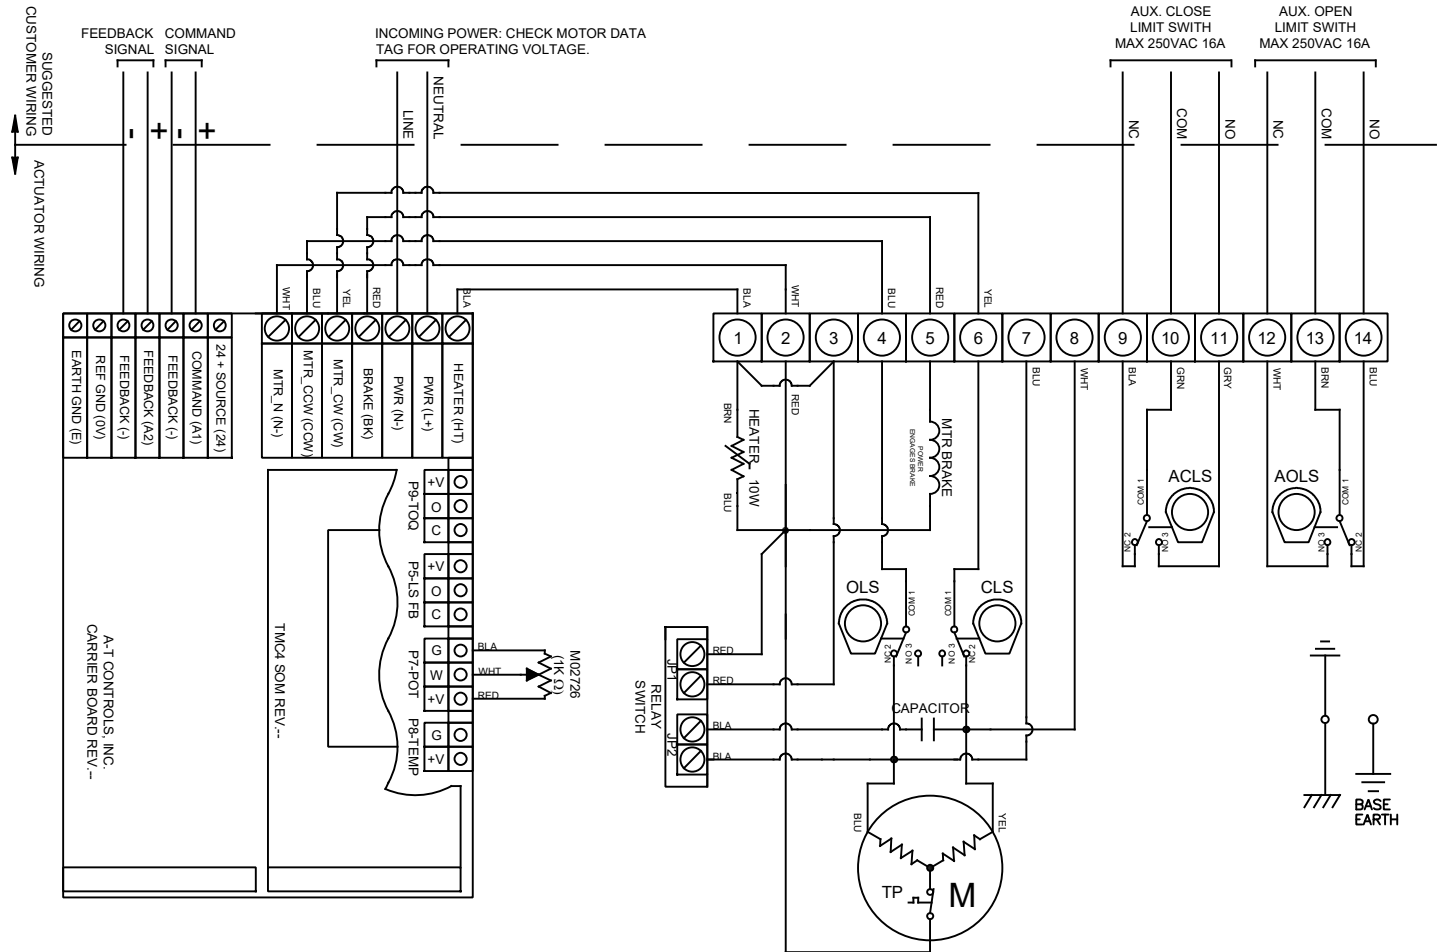 SUGGESTED
CUSTOMER WIRING
ACTUATOR WIRING
FEEDBACK
SIGNAL
COMMAND
SIGNAL
INCOMING POWER: CHECK MOTOR DATA
TAG FOR OPERATING VOLTAGE.
AUX. CLOSE
LIMIT SWITH
MAX 250VAC 16A
AUX. OPEN
LIMIT SWITH
MAX 250VAC 16A
- + - +
LINE
NEUTRAL
NC
COM
NO
NC
COM
NO
WHT
BLU
YEL
RED
BLA
BLA
WHT
BLU
RED
YEL
EARTH GND (E)
REF GND (0V)
FEEDBACK (-)
FEEDBACK (A2)
FEEDBACK (-)
COMMAND (A1)
24 + SOURCE (24)
MTR_N (N-)
MTR_CCW (CCW)
MTR_CW (CW)
BRAKE (BK)
PWR (N-)
PWR (L+)
HEATER (HT)
1 2 3 4 5 6 7 8 9 10 11 12 13 14
BRN
RED
BLU
WHT
BLA
GRN
GRY
WHT
BRN
BLU
HEATER 10W
BLU
MTR BRAKE
POWER
ENGAGES BRAKE
P9-TOQ
+V
O
C
P5-LS FB
+V
O
C
P7-POT
G
W
+V
P8-TEMP
G
+V
BLA
WHT
RED
M02726
(1K Ω)
TMC4 SOM REV.--
A-T CONTROLS, INC.
CARRIER BOARD REV.--
ACLS
COM 1
NC 2
NO 3
AOLS
COM 1
NO 3
NC 2
OLS
COM 1
NC 2
NO 3
CLS
COM 1
NO 3
NC 2
RELAY
SWITCH
JP1
JP2
RED
RED
BLA
BLA
CAPACITOR
BLU
YEL
TP
M
BASE
EARTH